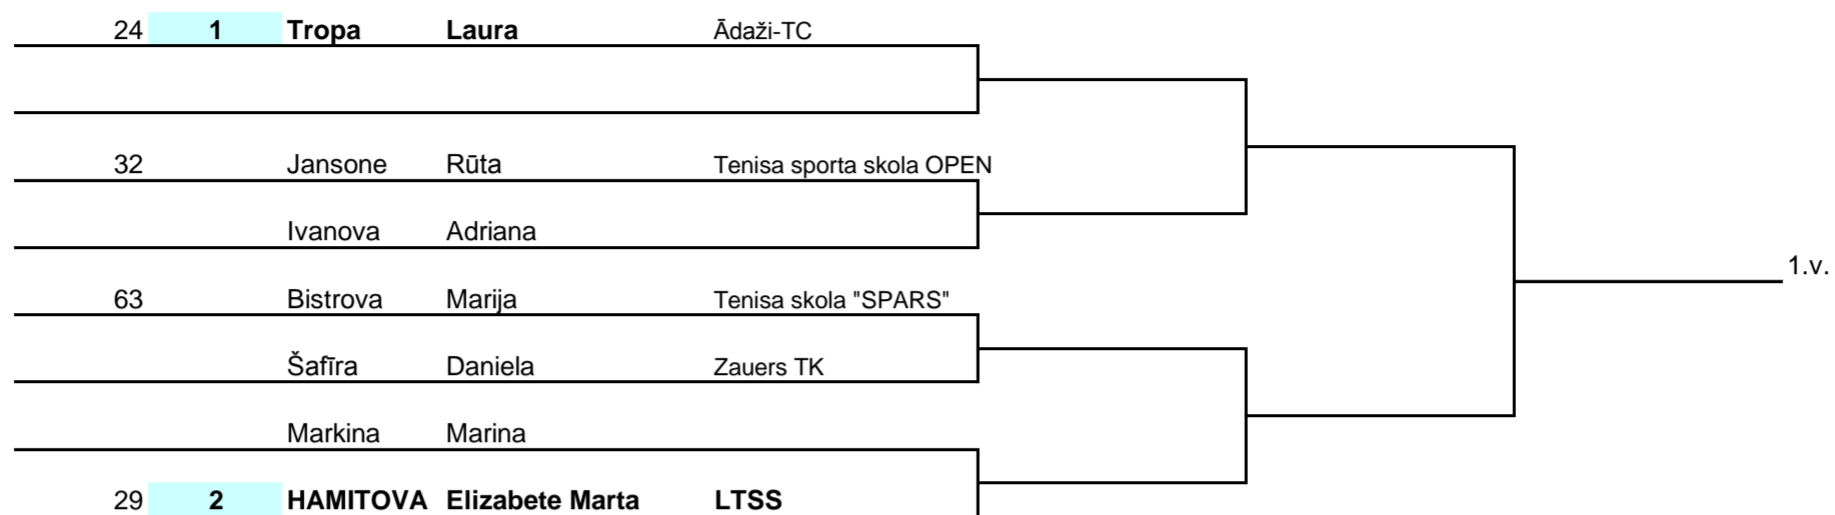 24 1 Tropa Laura Ādaži-TC
32 Jansone Rūta Tenisa sporta skola OPEN
Ivanova Adriana
1.v.
63 Bistrova Marija Tenisa skola "SPARS"
Šafīra Daniela Zauers TK
Markina Marina
29 2 HAMITOVA Elizabete Marta LTSS